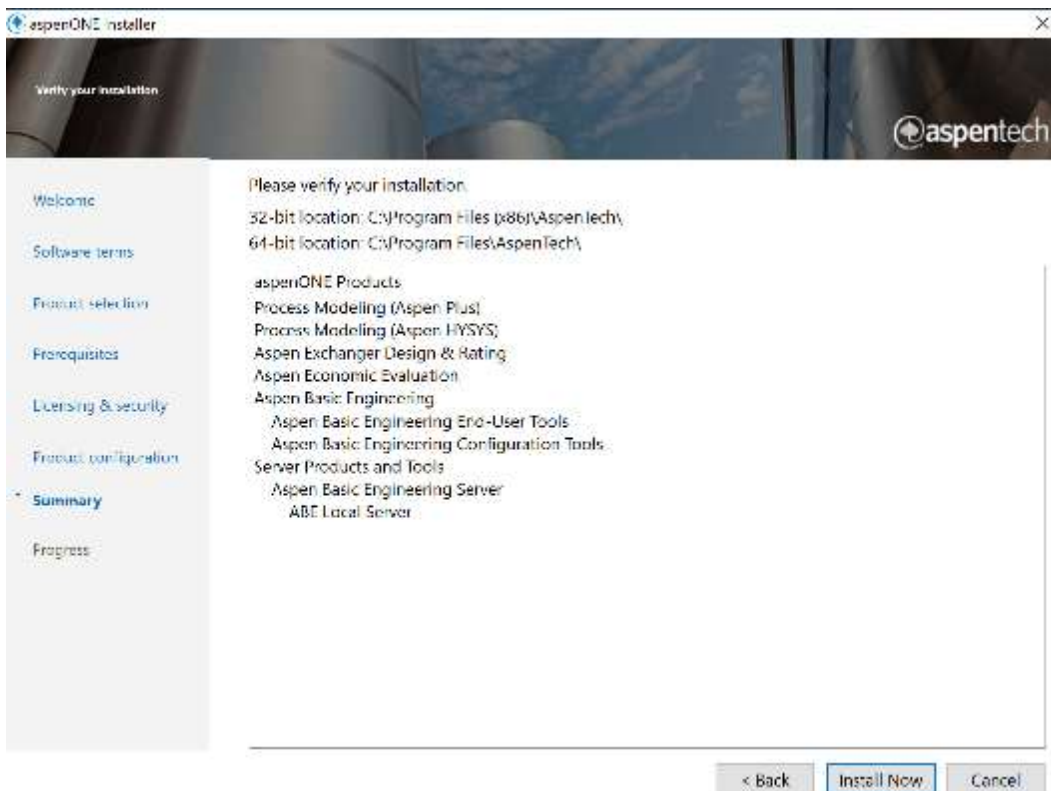 aspenONE Installer
Verify your installation
aspentech
Welcome
Software terms
Product selection
Prerequisites
Licensing & security
Product configuration
Summary
Progress
Please verify your installation.
32-bit location: C:\Program Files (x86)\AspenTech\
64-bit location: C:\Program Files\AspenTech\
aspenONE Products
Process Modeling (Aspen Plus)
Process Modeling (Aspen HYSYS)
Aspen Exchanger Design & Rating
Aspen Economic Evaluation
Aspen Basic Engineering
Aspen Basic Engineering End-User Tools
Aspen Basic Engineering Configuration Tools
Server Products and Tools
Aspen Basic Engineering Server
ABE Local Server
< Back
Install Now
Cancel